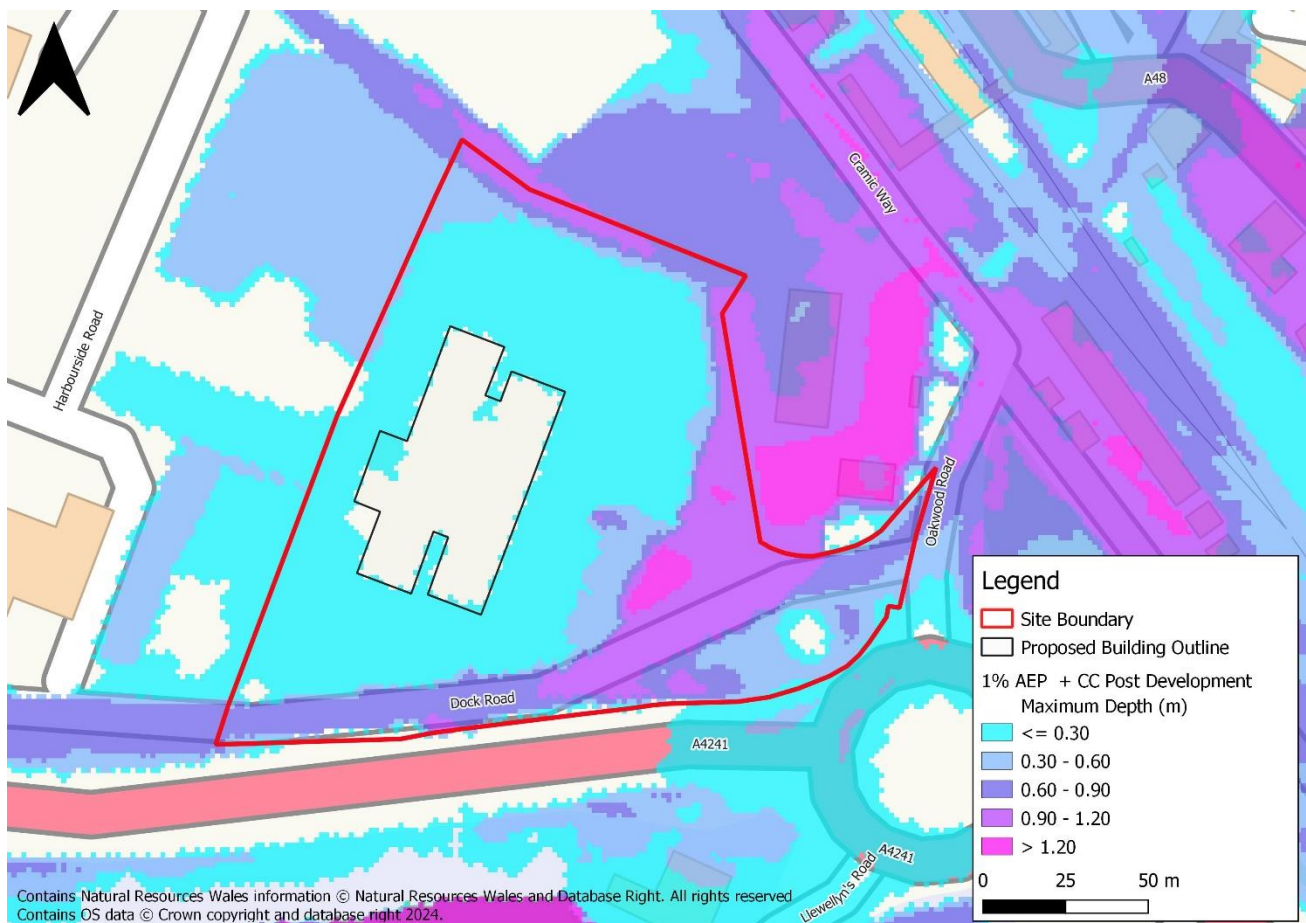 A48
Cramic Way
Harbourside Road
Oakwood Road
Dock Road
A4241
A4241
Llewellyn's Road
Legend
Site Boundary
Proposed Building Outline
1% AEP + CC Post Development
Maximum Depth (m)
<= 0.30
0.30 - 0.60
0.60 - 0.90
0.90 - 1.20
> 1.20
0 25 50 m
Contains Natural Resources Wales information © Natural Resources Wales and Database Right. All rights reserved
Contains OS data © Crown copyright and database right 2024.